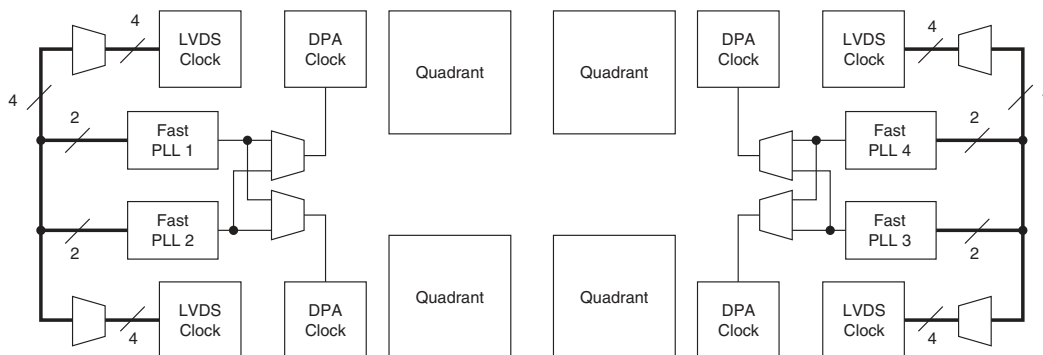 4
LVDS
Clock
DPA
Clock
Quadrant
Quadrant
DPA
Clock
LVDS
Clock
4
4
2
Fast
PLL 1
Fast
PLL 4
2
2
Fast
PLL 2
Fast
PLL 3
2
4
LVDS
Clock
DPA
Clock
Quadrant
Quadrant
DPA
Clock
LVDS
Clock
4